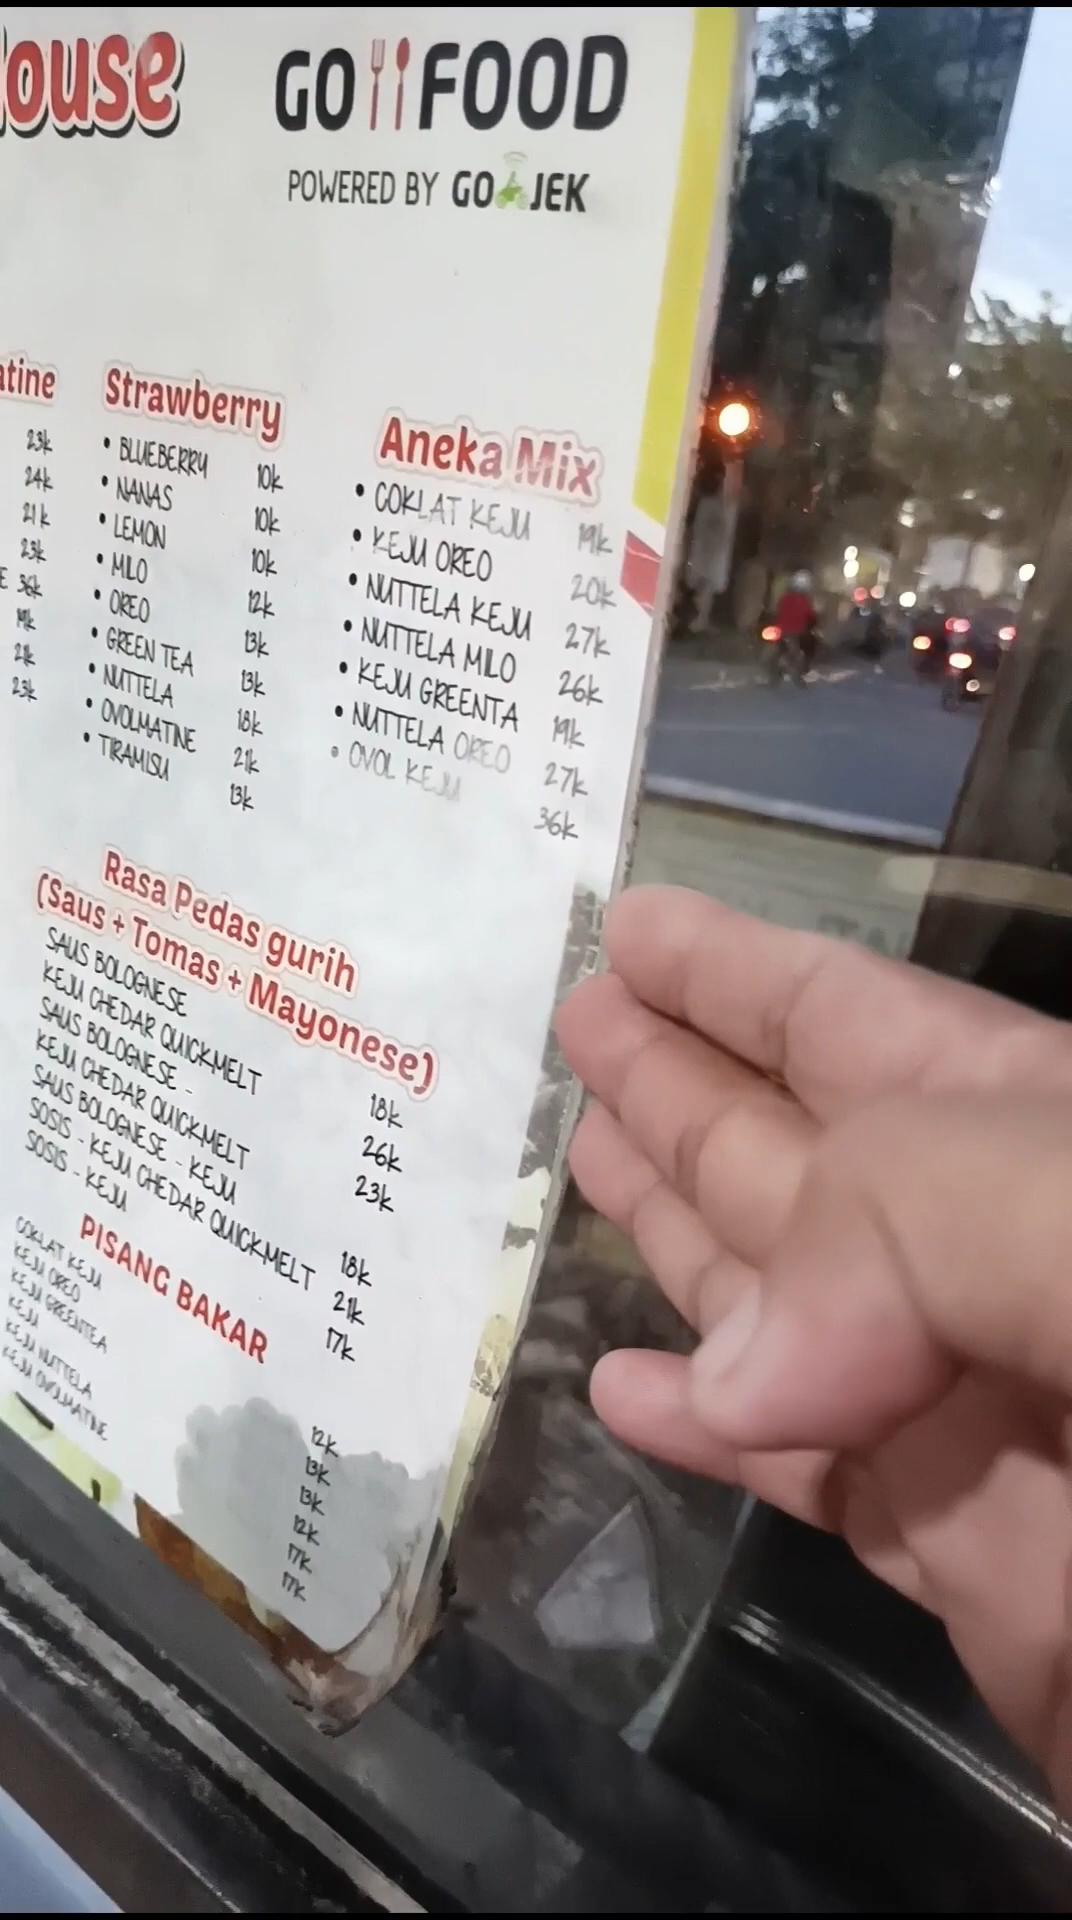 ouse
GO FOOD
POWERED BY GO JEK
atine
23k
24k
21k
23k
E 36k
19k
21k
23k
Strawberry
• BLUEBERRY 10k
• NANAS 10k
• LEMON 10k
• MILO 12k
• OREO 13k
• GREEN TEA 13k
• NUTTELA 18k
• OVOLMATINE 21k
• TIRAMISU 13k
Aneka Mix
• COKLAT KEJU 19k
• KEJU OREO 20k
• NUTTELA KEJU 27k
• NUTTELA MILO 26k
• KEJU GREENTA 19k
• NUTTELA OREO 27k
• OVOL KEJU 36k
Rasa Pedas gurih
(Saus + Tomas + Mayonese)
SAUS BOLOGNESE 18k
KEJU CHEDAR QUICKMELT 26k
SAUS BOLOGNESE - 23k
KEJU CHEDAR QUICKMELT
SAUS BOLOGNESE - KEJU 18k
SOSIS - KEJU CHEDAR QUICKMELT 21k
SOSIS - KEJU 17k
PISANG BAKAR
COKLAT KEJU 12k
KEJU OREO 13k
KEJU GREENTEA 13k
KEJU 12k
KEJU NUTTELA 17k
KEJU OVOLMATINE 17k